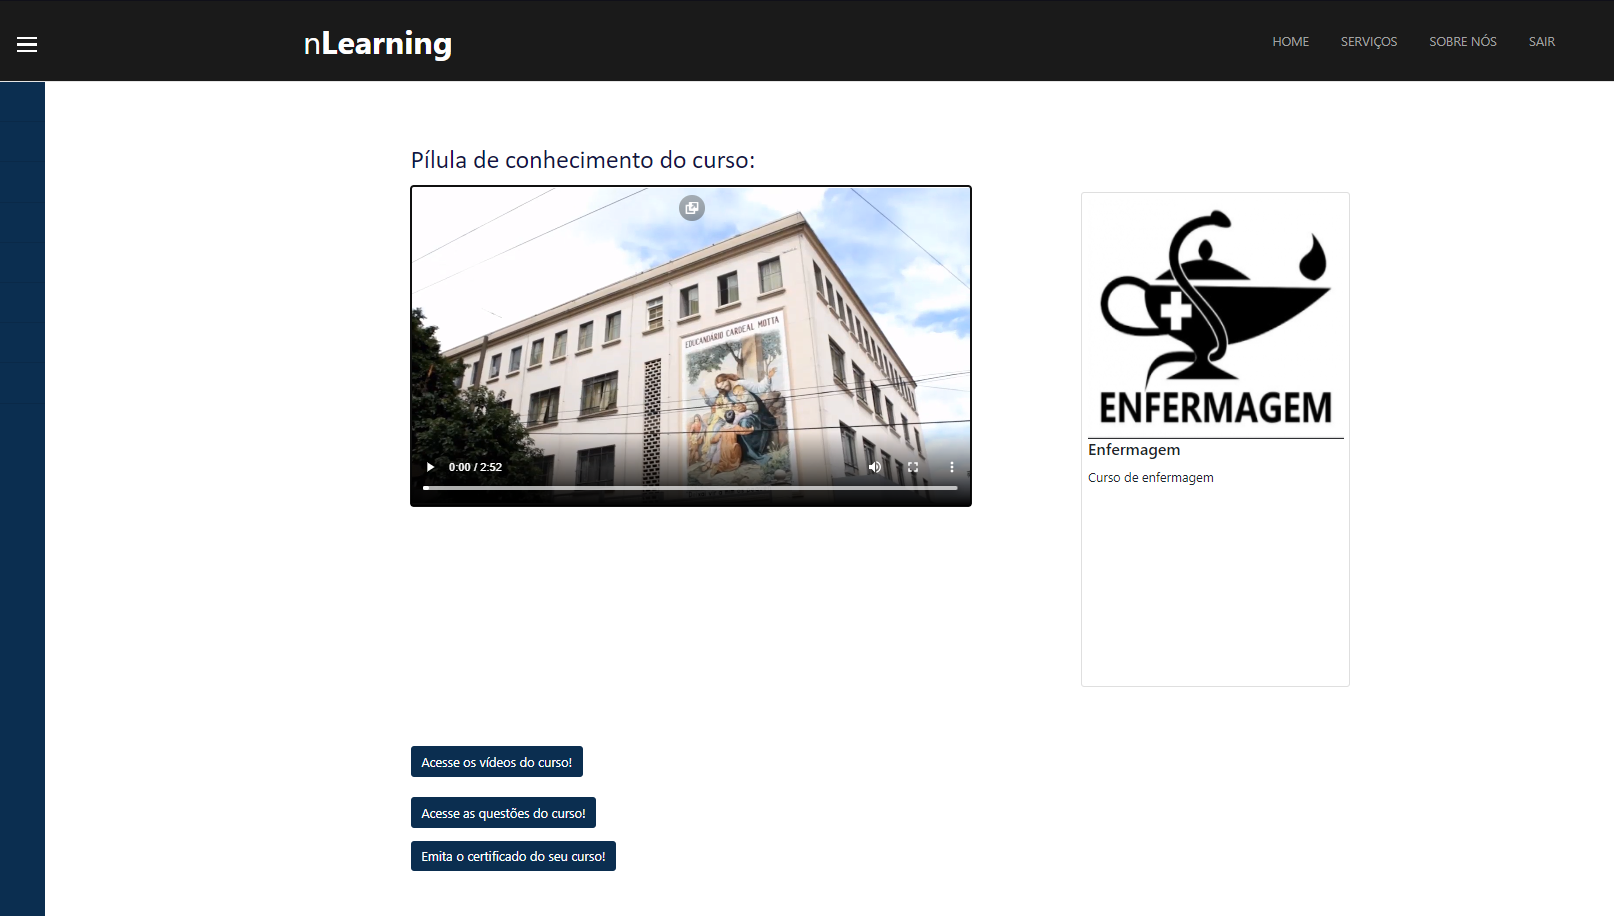 nLearning
HOME
SERVIÇOS
SOBRE NÓS
SAIR
Pílula de conhecimento do curso:
EDUCANDÁRIO CARDEAL MOTTA
0:00 / 2:52
ENFERMAGEM
Enfermagem
Curso de enfermagem
Acesse os vídeos do curso!
Acesse as questões do curso!
Emita o certificado do seu curso!